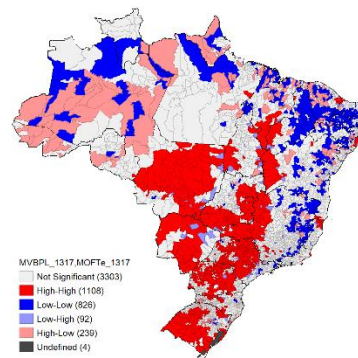 MVBPL_1317,MOFTe_1317
Not Significant (3303)
High-High (1108)
Low-Low (826)
Low-High (92)
High-Low (239)
Undefined (4)